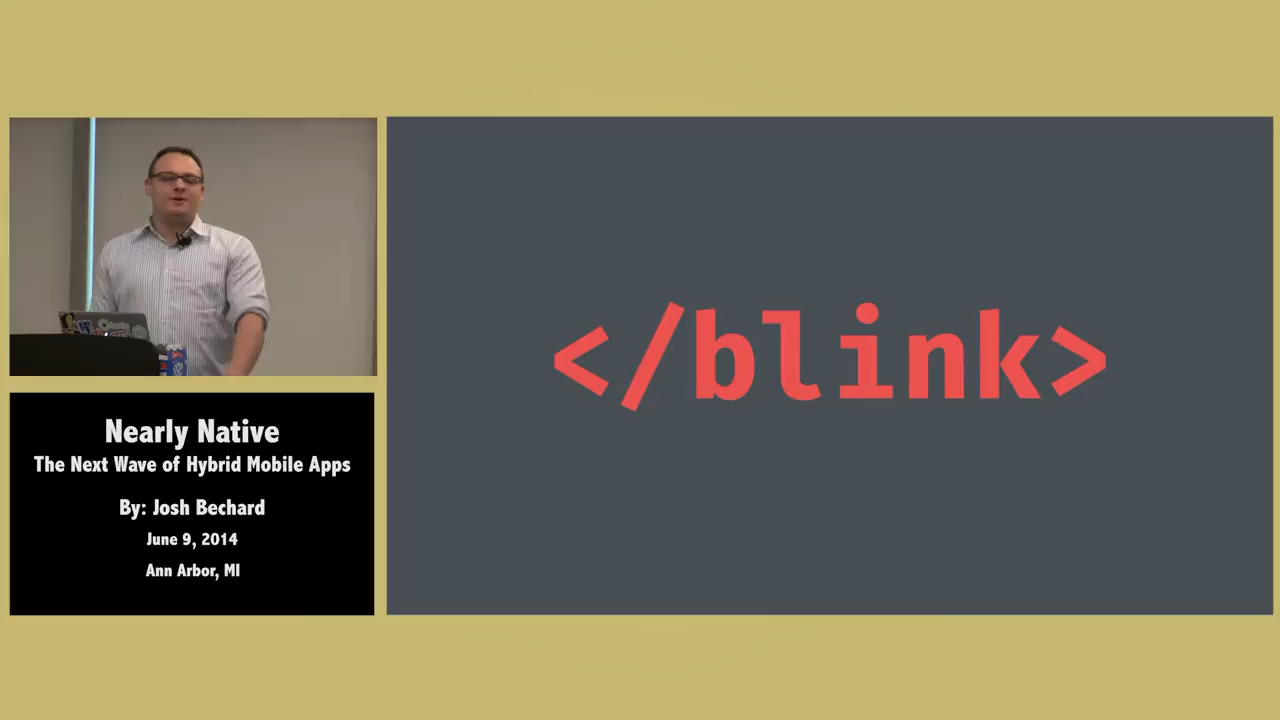 </blink>
Nearly Native
The Next Wave of Hybrid Mobile Apps
By: Josh Bechard
June 9, 2014
Ann Arbor, MI